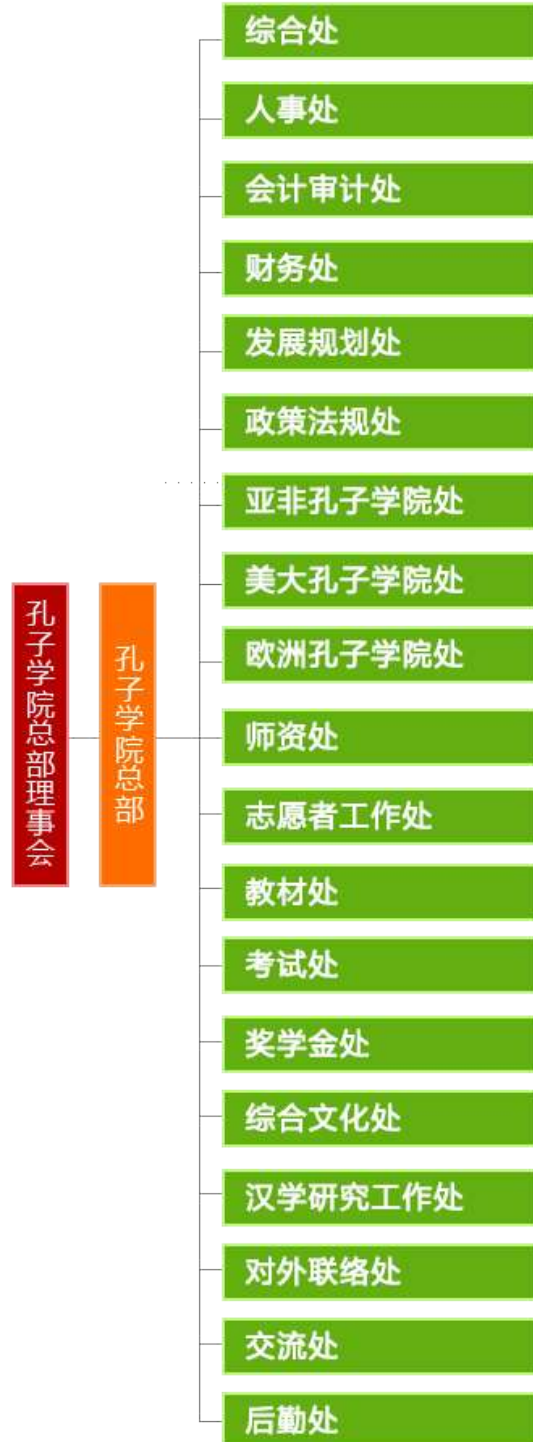 孔子学院总部理事会
孔子学院总部
综合处
人事处
会计审计处
财务处
发展规划处
政策法规处
亚非孔子学院处
美大孔子学院处
欧洲孔子学院处
师资处
志愿者工作处
教材处
考试处
奖学金处
综合文化处
汉学研究工作处
对外联络处
交流处
后勤处